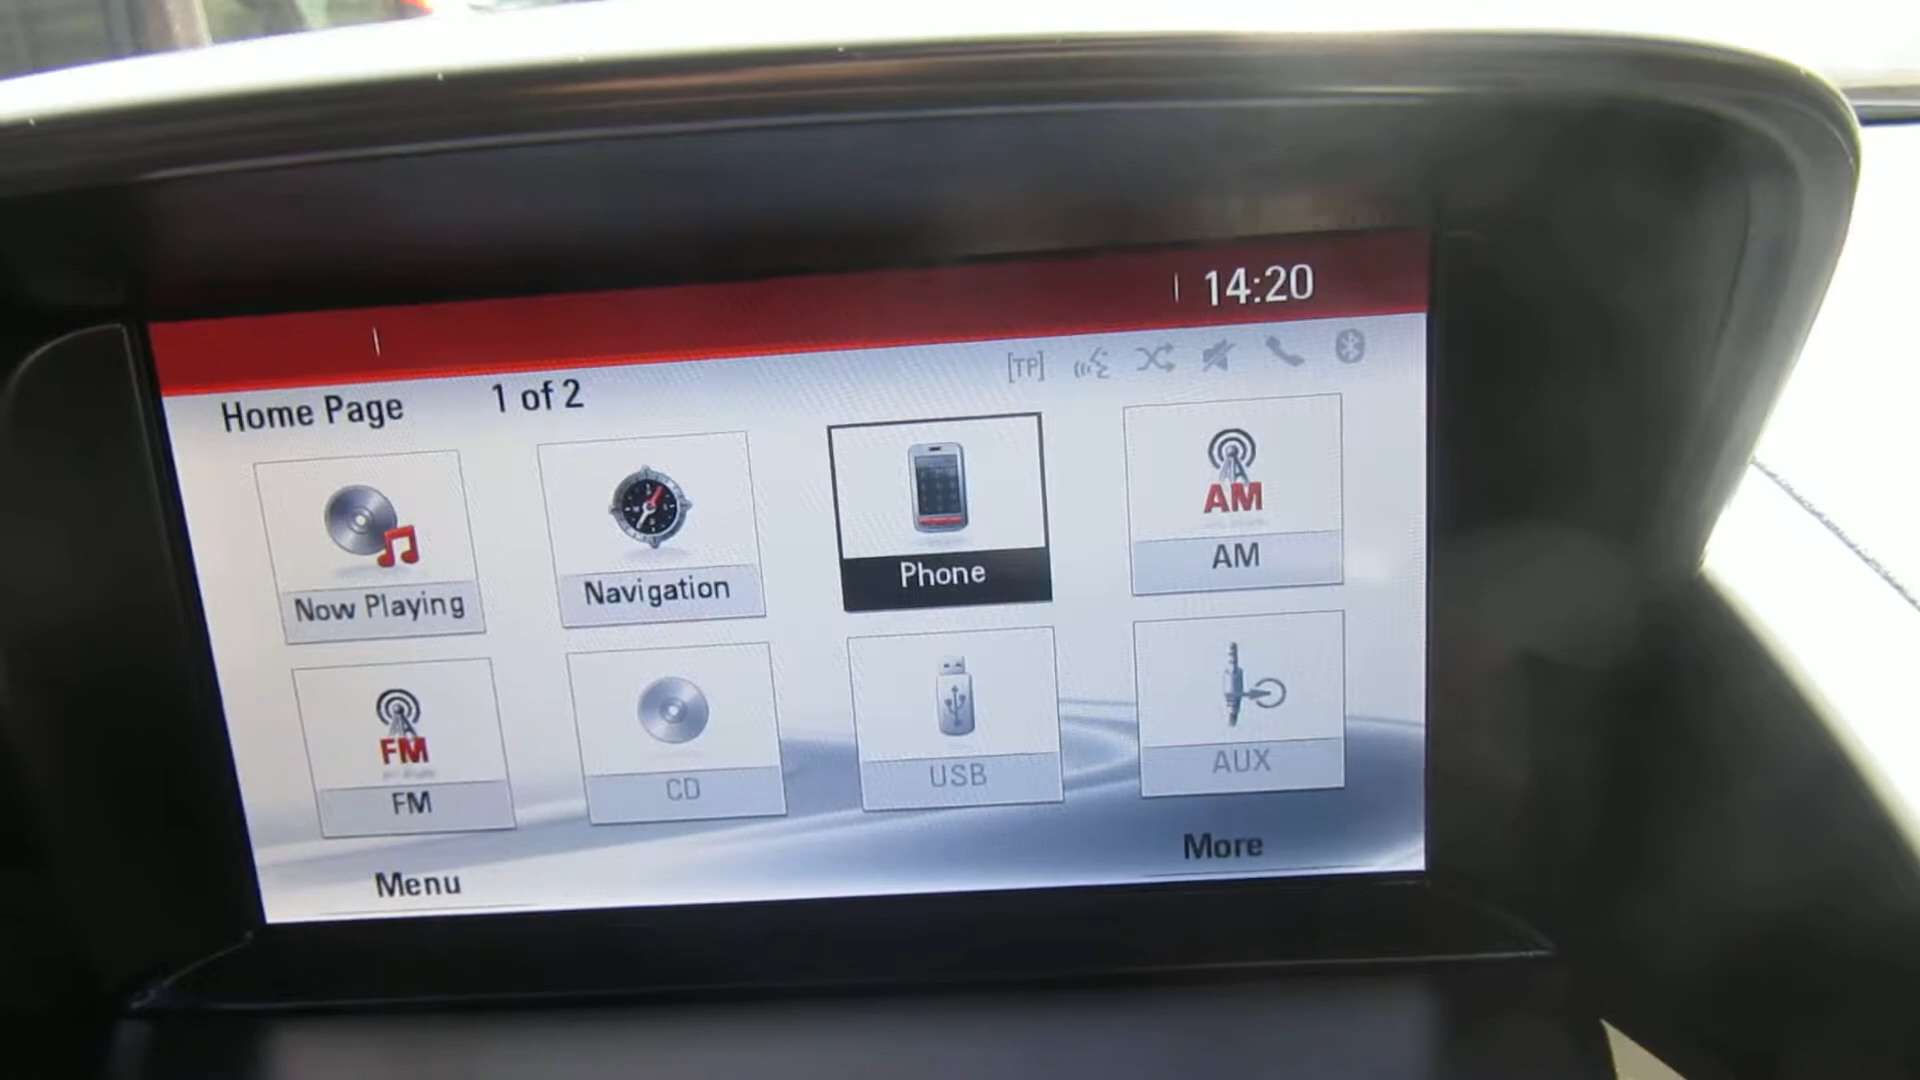 14:20
[TP]
Home Page 1 of 2
AM
Now Playing Navigation Phone AM
FM
FM CD USB AUX
Menu More